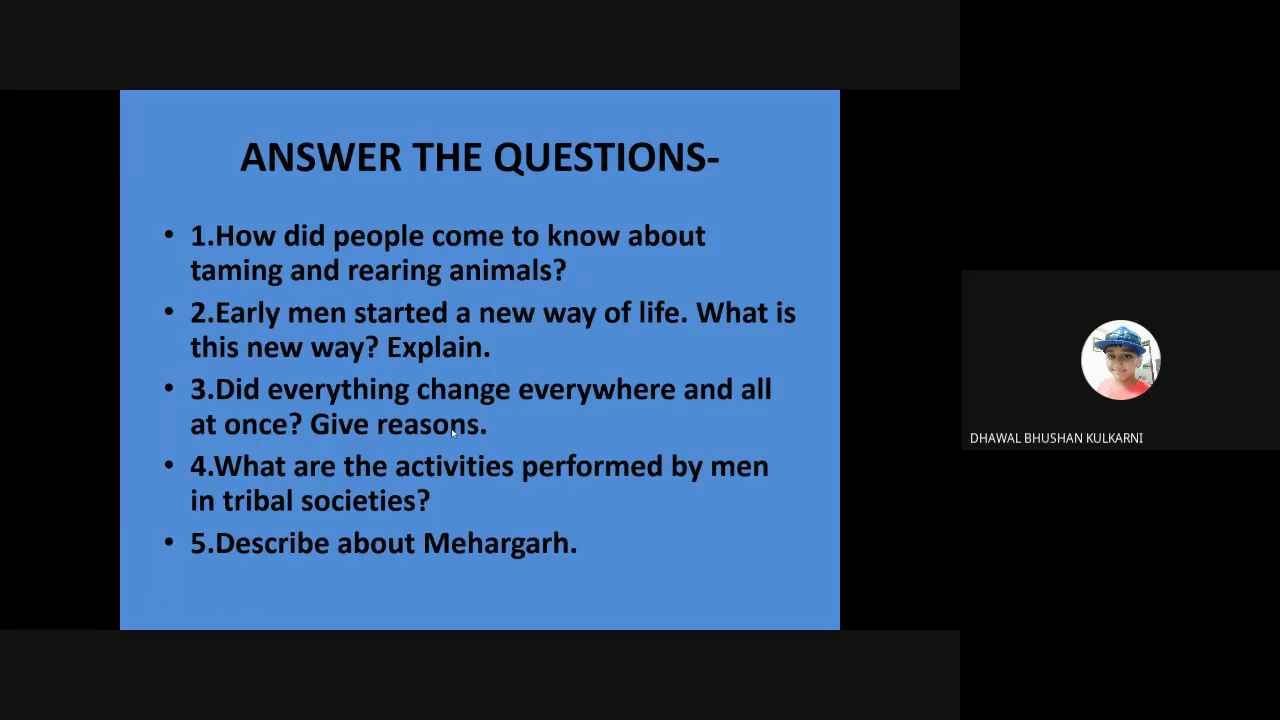 ANSWER THE QUESTIONS-
• 1.How did people come to know about
taming and rearing animals?
• 2.Early men started a new way of life. What is
this new way? Explain.
• 3.Did everything change everywhere and all
at once? Give reasons.
• 4.What are the activities performed by men
in tribal societies?
• 5.Describe about Mehargarh.
DHAWAL BHUSHAN KULKARNI